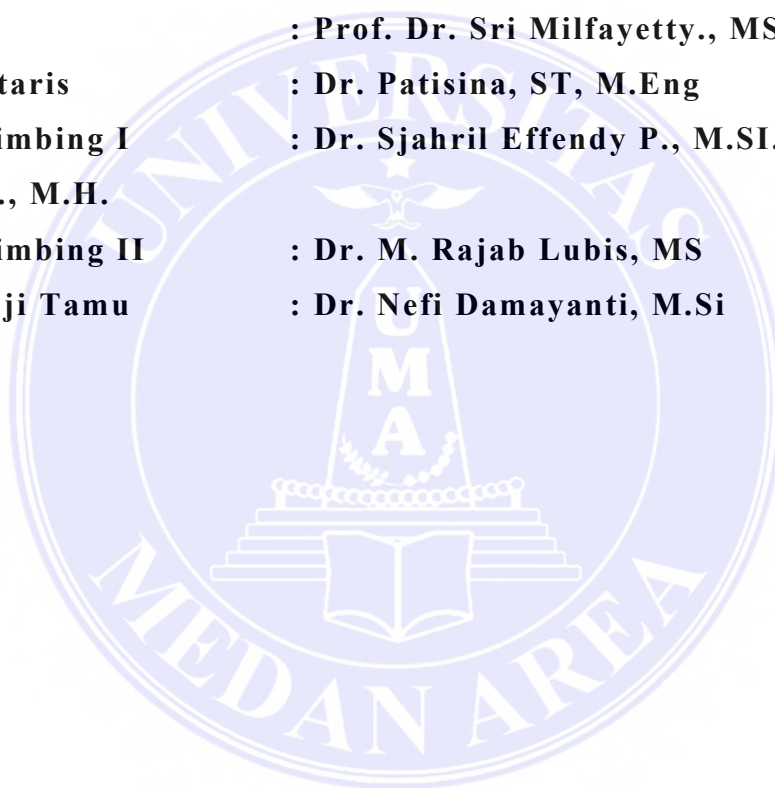 : Prof. Dr. Sri Milfayetty., MS
taris : Dr. Patisina, ST, M.Eng
imbing I : Dr. Sjahril Effendy P., M.SI.
., M.H.
imbing II : Dr. M. Rajab Lubis, MS
ji Tamu : Dr. Nefi Damayanti, M.Si
UNIVERSITAS
UMA
MEDAN AREA